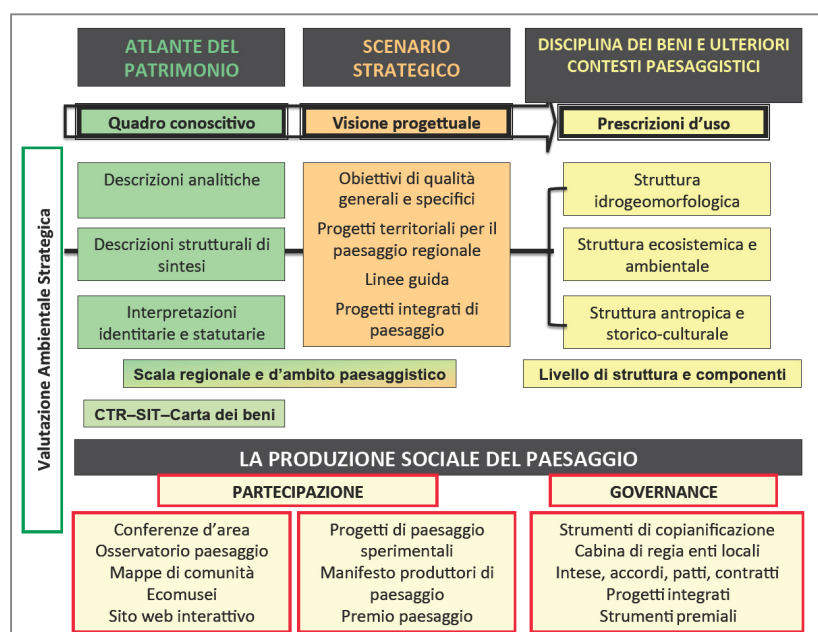 ATLANTE DEL
PATRIMONIO
SCENARIO
STRATEGICO
DISCIPLINA DEI BENI E ULTERIORI
CONTESTI PAESAGGISTICI
Quadro conoscitivo
Visione progettuale
Prescrizioni d'uso
Valutazione Ambientale Strategica
Descrizioni analitiche
Descrizioni strutturali di
sintesi
Interpretazioni
identitarie e statutarie
Obiettivi di qualità
generali e specifici
Progetti territoriali per il
paesaggio regionale
Linee guida
Progetti integrati di
paesaggio
Struttura
idrogeomorfologica
Struttura ecosistemica e
ambientale
Struttura antropica e
storico-culturale
Scala regionale e d'ambito paesaggistico
Livello di struttura e componenti
CTR–SIT–Carta dei beni
LA PRODUZIONE SOCIALE DEL PAESAGGIO
PARTECIPAZIONE
GOVERNANCE
Conferenze d'area
Osservatorio paesaggio
Mappe di comunità
Ecomusei
Sito web interattivo
Progetti di paesaggio
sperimentali
Manifesto produttori di
paesaggio
Premio paesaggio
Strumenti di copianificazione
Cabina di regia enti locali
Intese, accordi, patti, contratti
Progetti integrati
Strumenti premiali